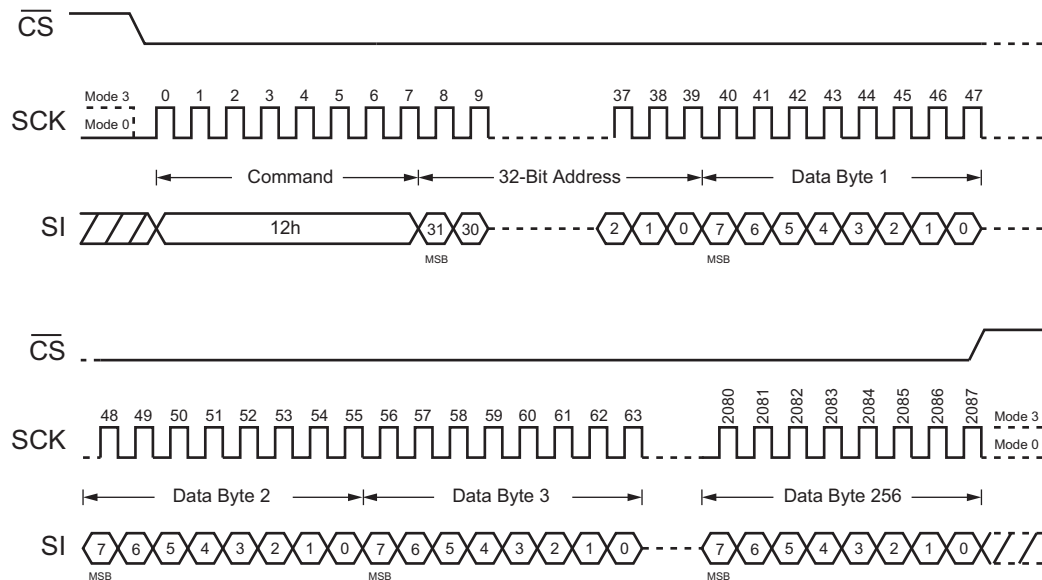 CS
Mode 3
0 1 2 3 4 5 6 7 8 9 37 38 39 40 41 42 43 44 45 46 47
SCK
Mode 0
Command 32-Bit Address Data Byte 1
SI 12h 31 30 2 1 0 7 6 5 4 3 2 1 0
MSB MSB
CS
48 49 50 51 52 53 54 55 56 57 58 59 60 61 62 63 2080 2081 2082 2083 2084 2085 2086 2087
Mode 3
SCK
Mode 0
Data Byte 2 Data Byte 3 Data Byte 256
SI 7 6 5 4 3 2 1 0 7 6 5 4 3 2 1 0 7 6 5 4 3 2 1 0
MSB MSB MSB